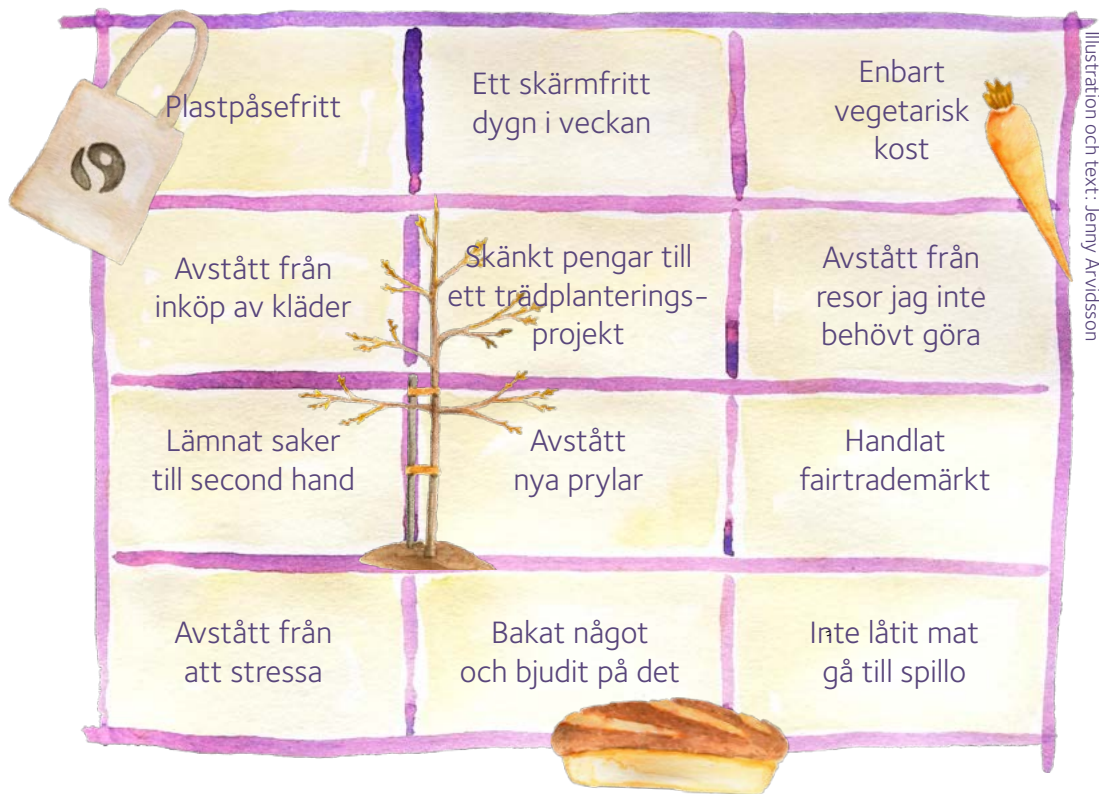 Plastpåsefritt
Ett skärmfritt
dygn i veckan
Enbart
vegetarisk
kost
Avstått från
inköp av kläder
Skänkt pengar till
ett trädplanterings-
projekt
Avstått från
resor jag inte
behövt göra
Lämnat saker
till second hand
Avstått
nya prylar
Handlat
fairtrademärkt
Avstått från
att stressa
Bakat något
och bjudit på det
Inte låtit mat
gå till spillo
Illustration och text: Jenny Arvidsson